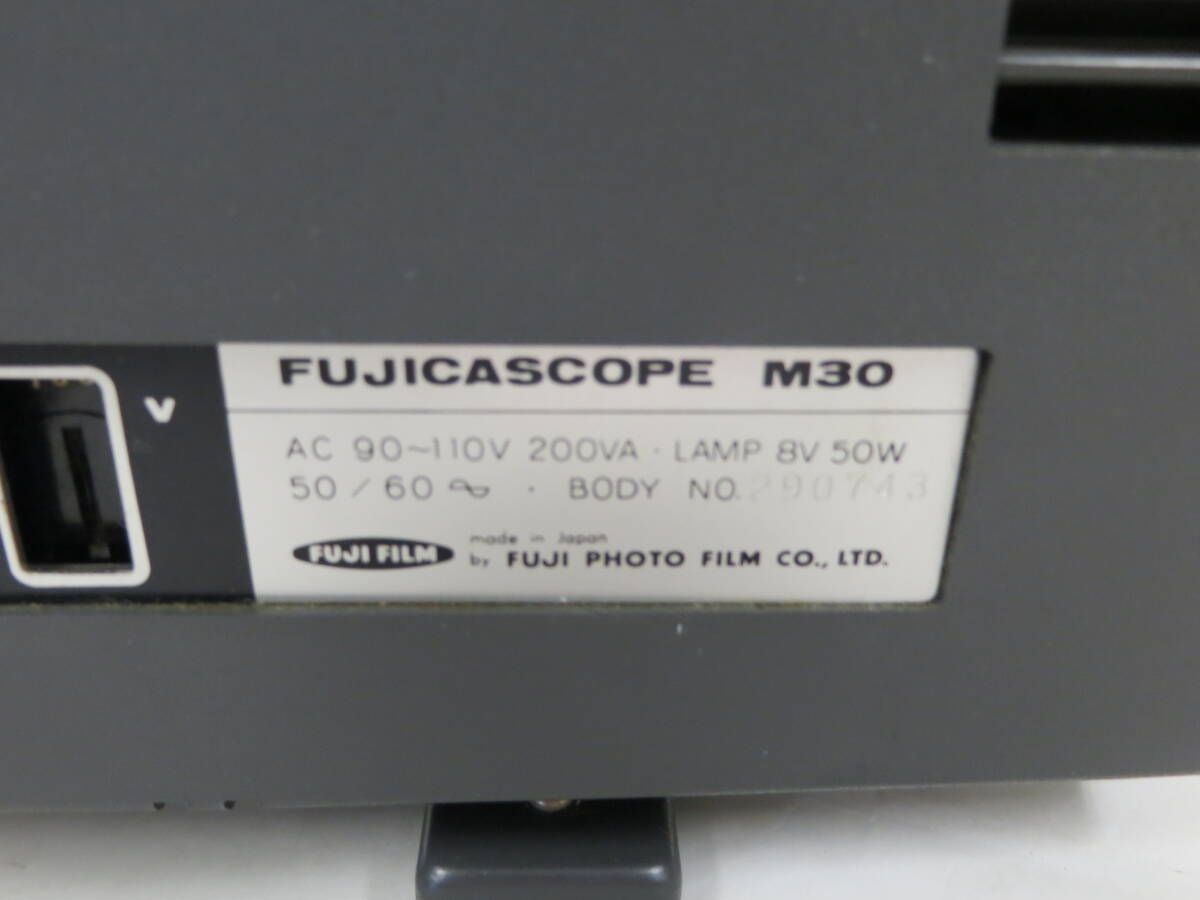 V
FUJICASCOPE M30
AC 90~110V 200VA · LAMP 8V 50W
50 / 60 · BODY NO. 290743
FUJI FILM
made in Japan
by FUJI PHOTO FILM CO., LTD.